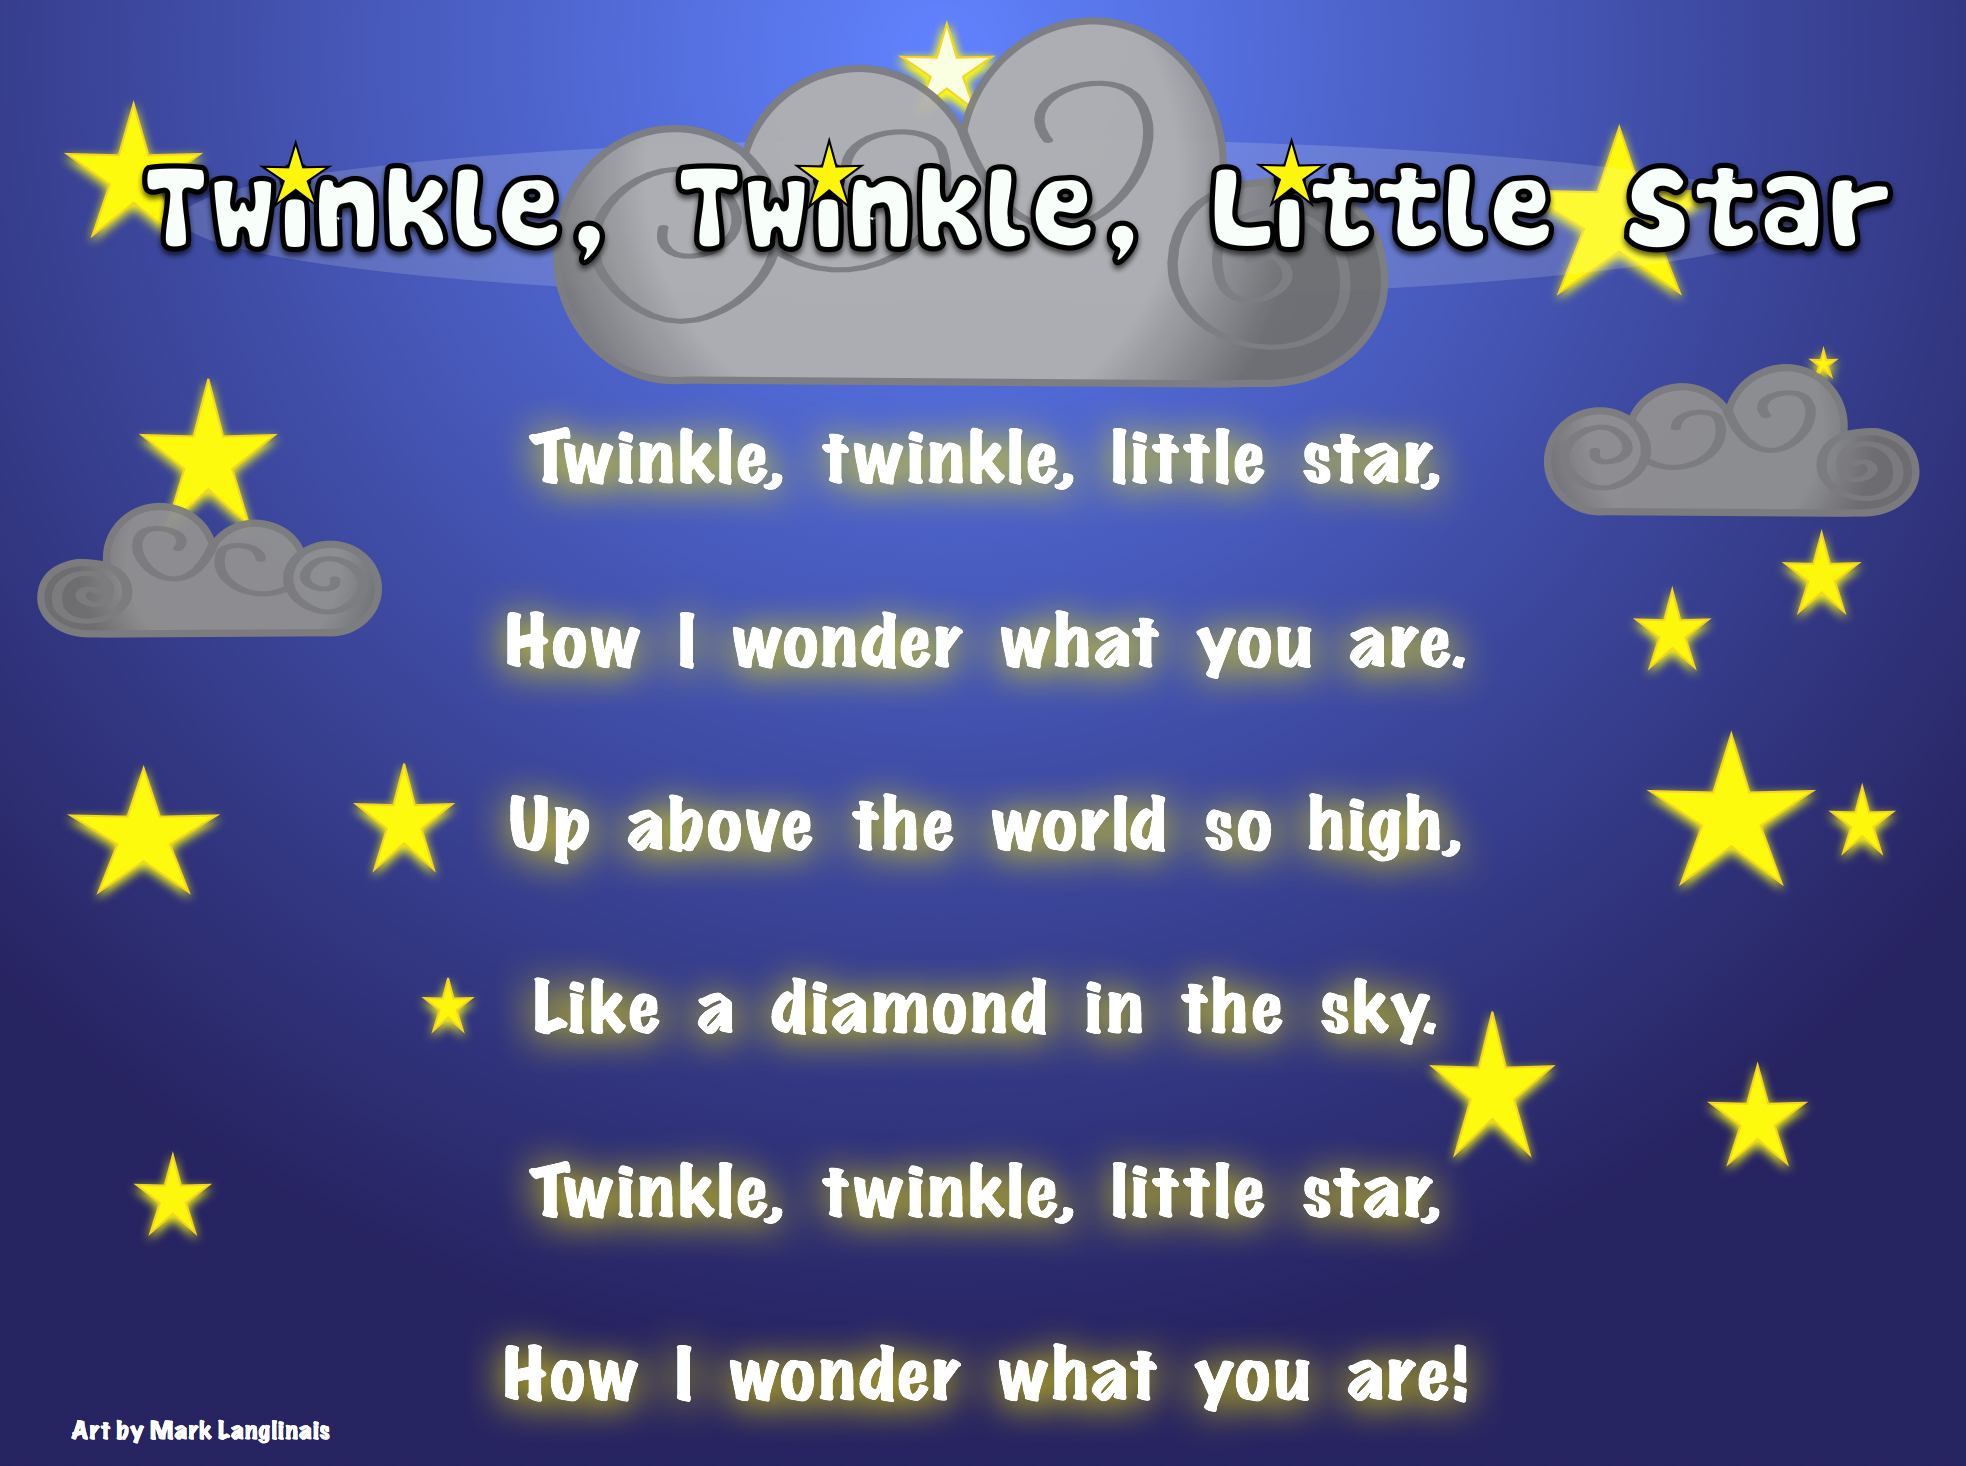 Twinkle, Twinkle, Little Star
Twinkle, twinkle, little star,
How I wonder what you are.
Up above the world so high,
Like a diamond in the sky.
Twinkle, twinkle, little star,
How I wonder what you are!
Art by Mark Langlinais